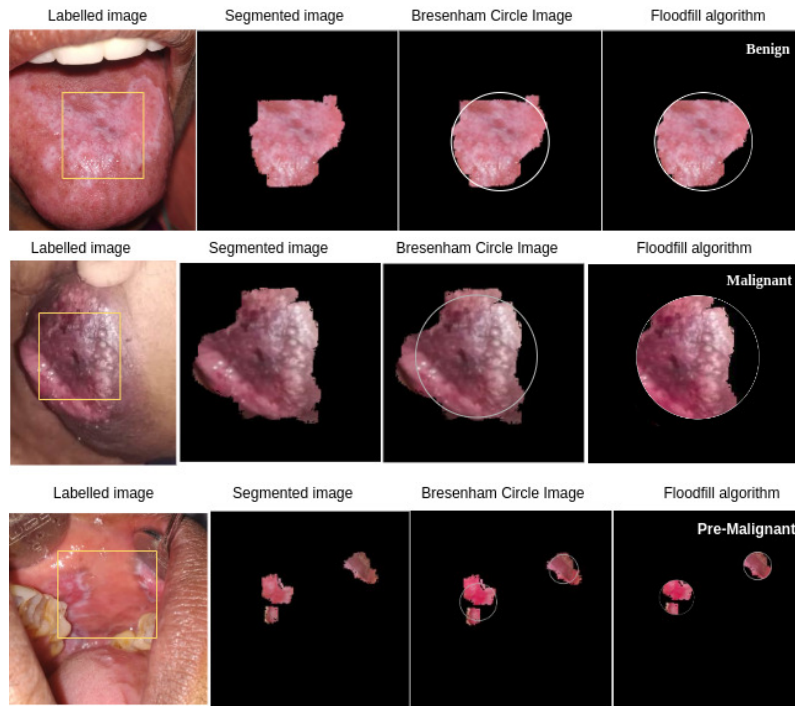 Labelled image Segmented image Bresenham Circle Image Floodfill algorithm
Benign
Labelled image Segmented image Bresenham Circle Image Floodfill algorithm
Malignant
Labelled image Segmented image Bresenham Circle Image Floodfill algorithm
Pre-Malignant